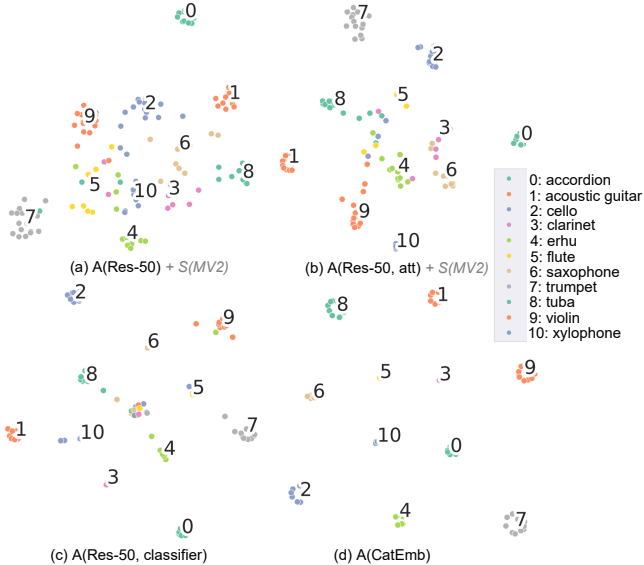 0
7
2
1
2
9
8
5
3
0
6
4
8
6
1
5
10
3
9
7
4
10
(a) A(Res-50) + S(MV2)
(b) A(Res-50, att) + S(MV2)
0: accordion
1: acoustic guitar
2: cello
3: clarinet
4: erhu
5: flute
6: saxophone
7: trumpet
8: tuba
9: violin
10: xylophone
2
9
6
8
5
1
10
7
4
3
0
(c) A(Res-50, classifier)
8
1
5
3
9
6
10
0
2
4
7
(d) A(CatEmb)